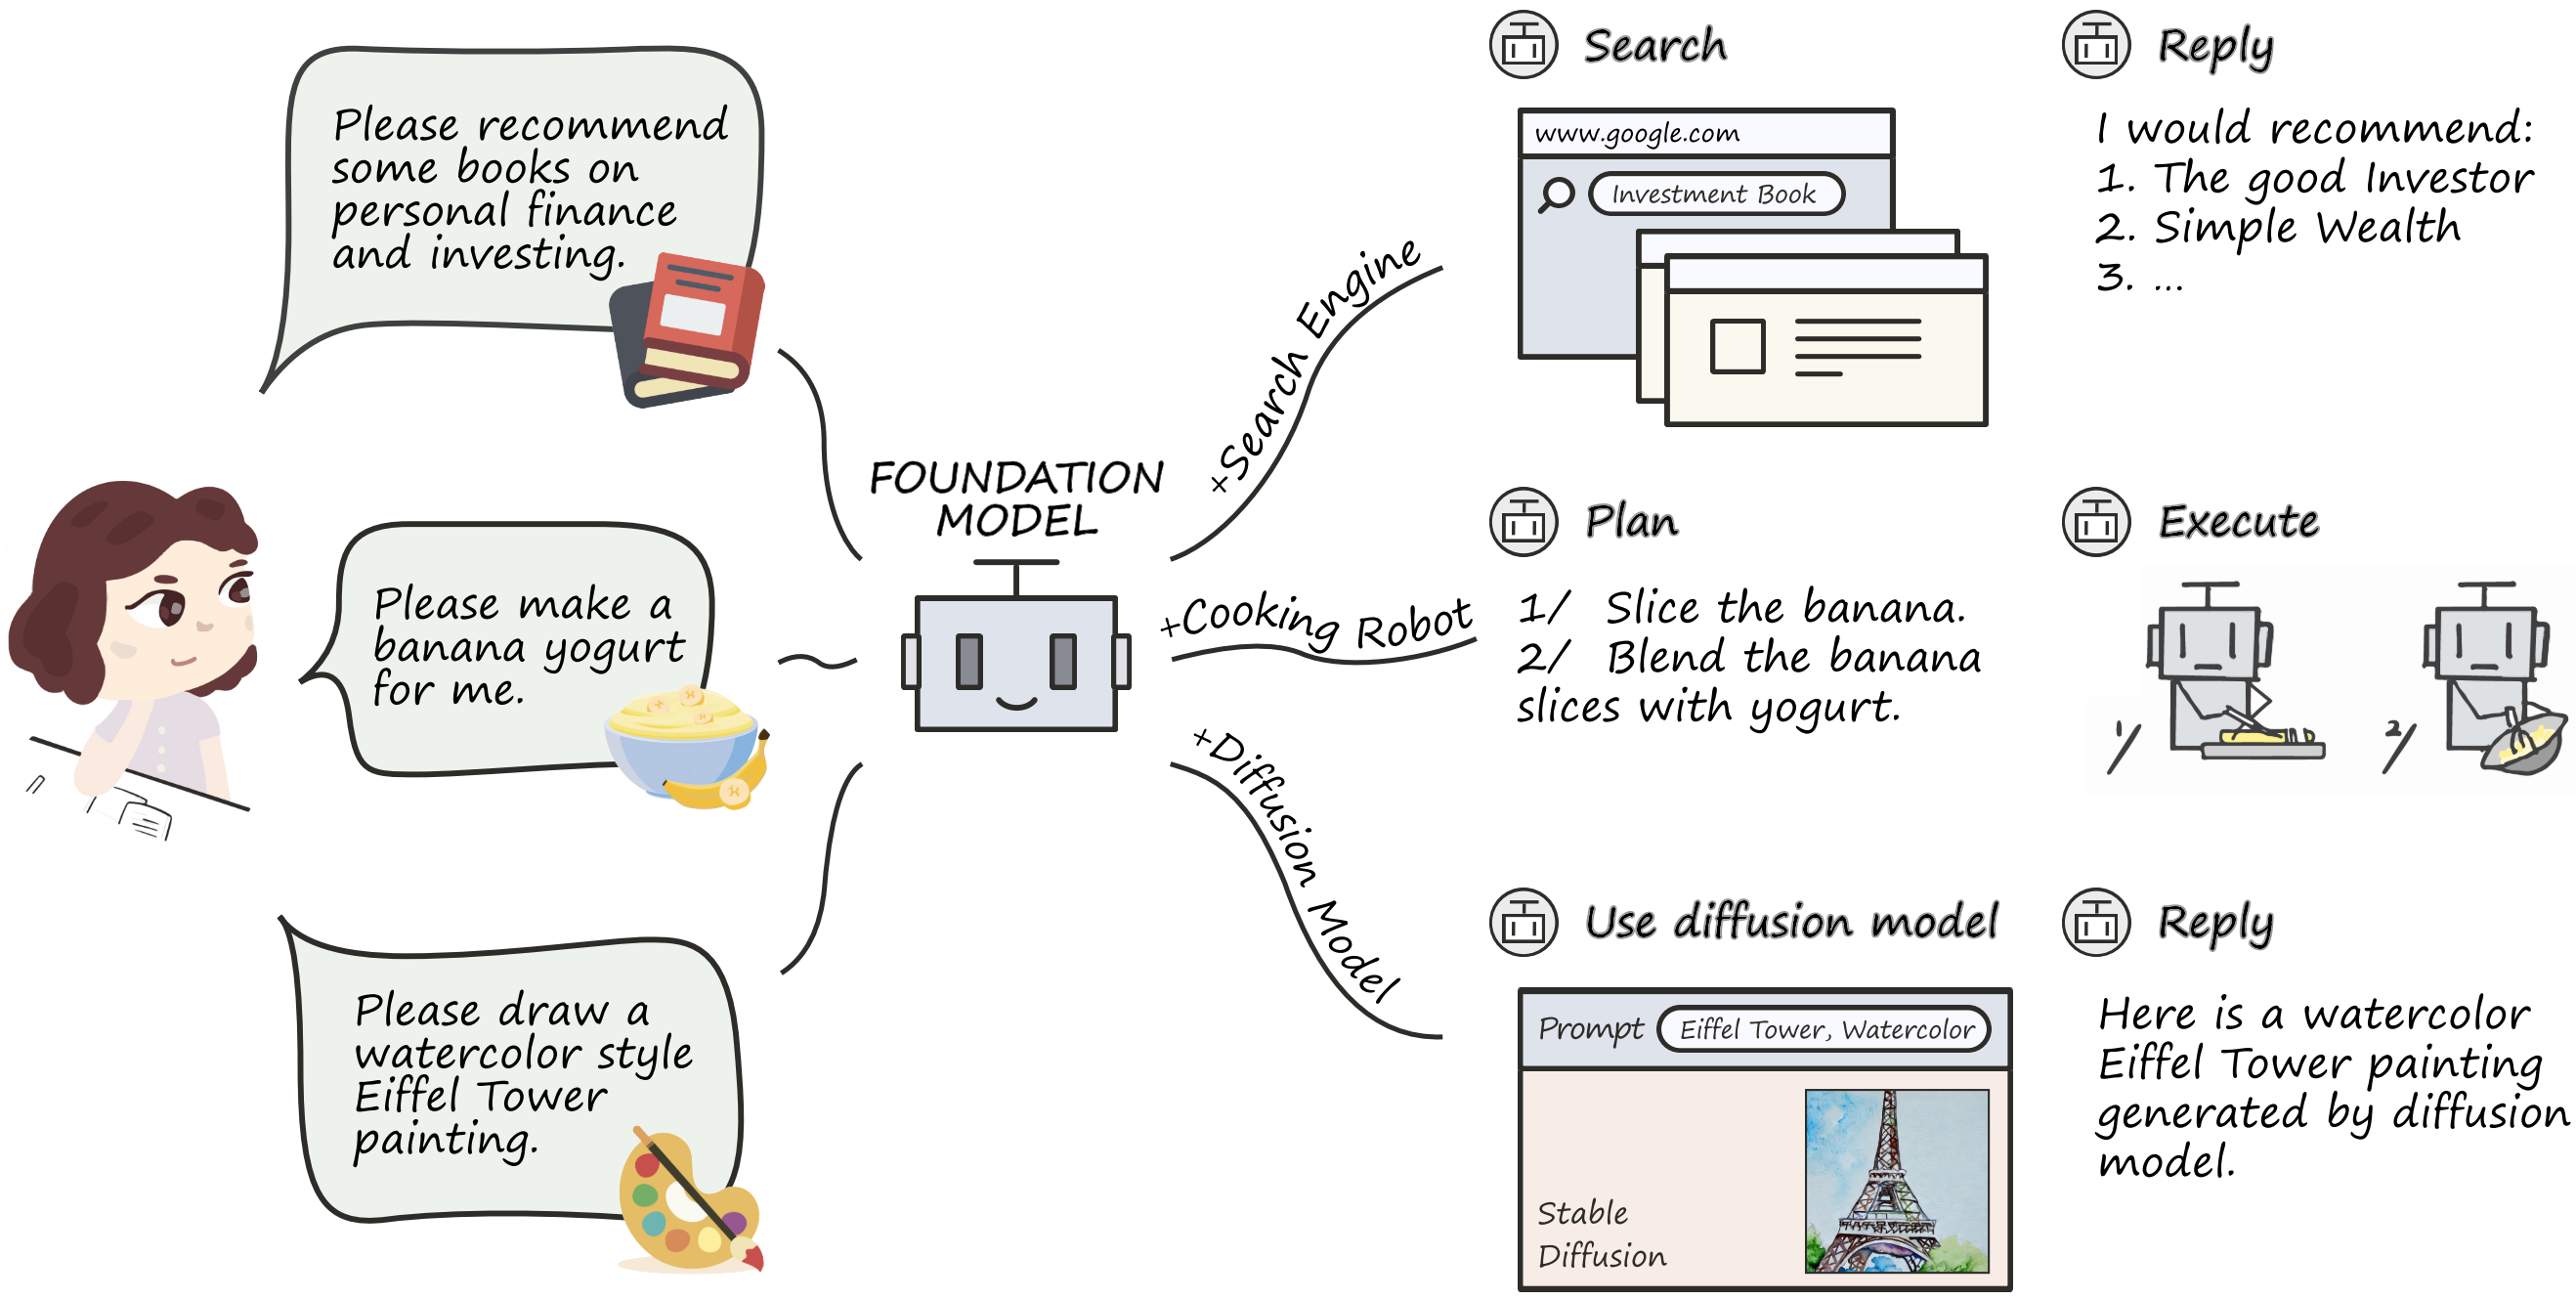 Please recommend
some books on
personal finance
and investing.
Please make a
banana yogurt
for me.
Please draw a
watercolor style
Eiffel Tower
painting.
FOUNDATION
MODEL
+Search Engine
+Cooking Robot
+Diffusion Model
Search
www.google.com
Investment Book
Reply
I would recommend:
1. The good Investor
2. Simple Wealth
3. ...
Plan
1/ Slice the banana.
2/ Blend the banana
slices with yogurt.
Execute
1/
2/
Use diffusion model
Prompt
Eiffel Tower, Watercolor
Stable
Diffusion
Reply
Here is a watercolor
Eiffel Tower painting
generated by diffusion
model.